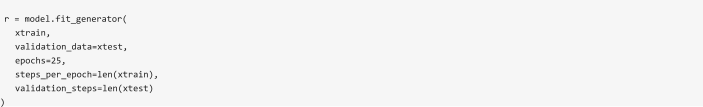 r = model.fit_generator(
  xtrain,
  validation_data=xtest,
  epochs=25,
  steps_per_epoch=len(xtrain),
  validation_steps=len(xtest)
)